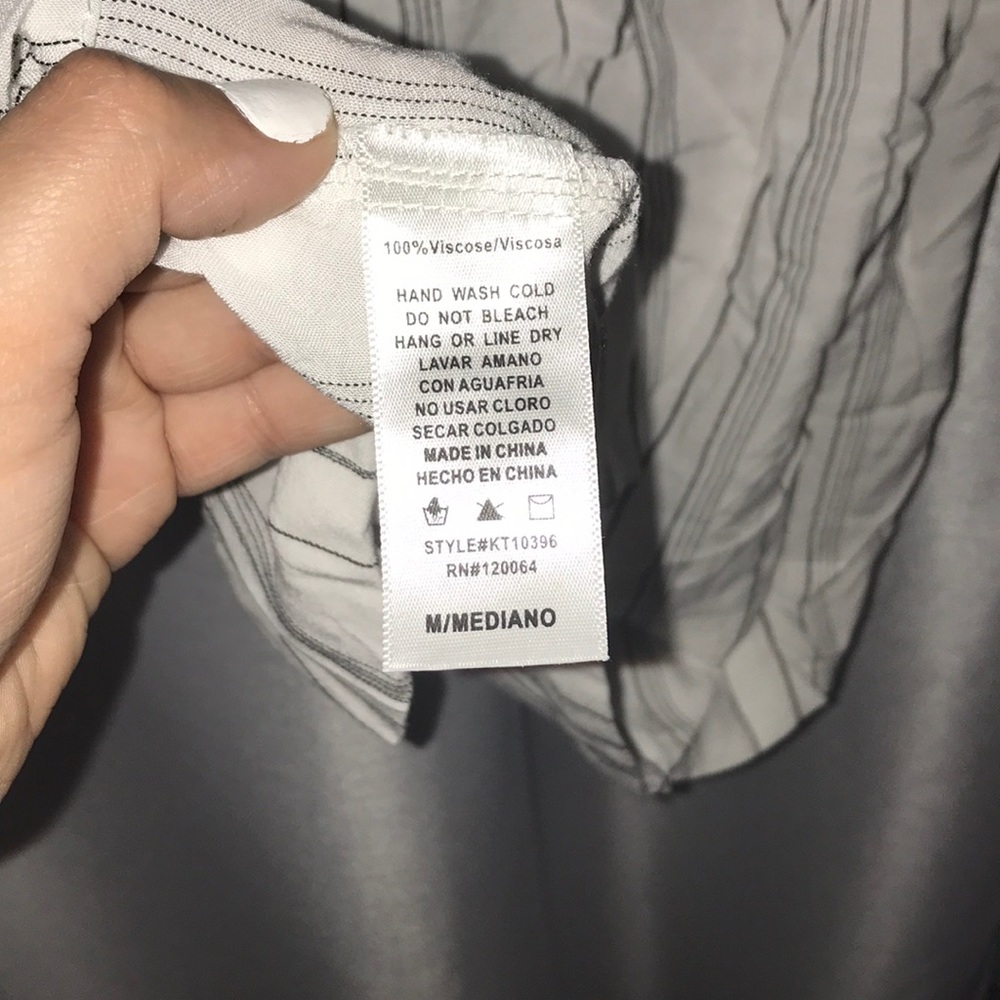 100%Viscose/Viscosa
HAND WASH COLD
DO NOT BLEACH
HANG OR LINE DRY
LAVAR AMANO
CON AGUAFRIA
NO USAR CLORO
SECAR COLGADO
MADE IN CHINA
HECHO EN CHINA
STYLE#KT10396
RN#120064
M/MEDIANO